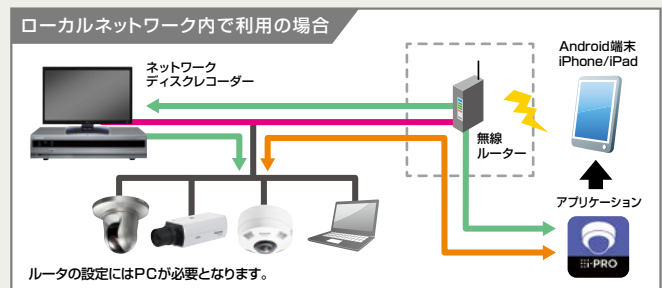 ローカルネットワーク内で利用の場合
ネットワーク
ディスクレコーダー
Android端末
iPhone/iPad
無線
ルーター
アプリケーション
i-PRO
ルータの設定にはPCが必要となります。